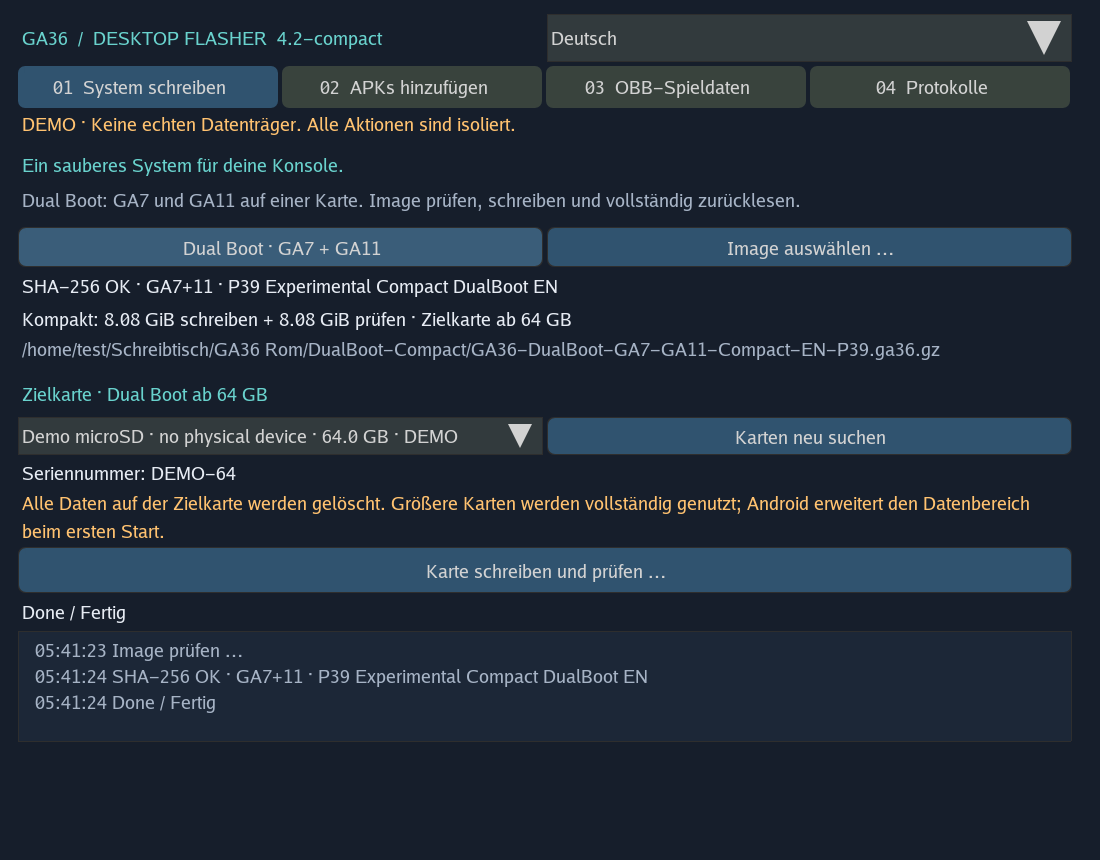 GA36 / DESKTOP FLASHER 4.2-compact
Deutsch
01 System schreiben
02 APKs hinzufügen
03 OBB-Spieldaten
04 Protokolle
DEMO · Keine echten Datenträger. Alle Aktionen sind isoliert.
Ein sauberes System für deine Konsole.
Dual Boot: GA7 und GA11 auf einer Karte. Image prüfen, schreiben und vollständig zurücklesen.
Dual Boot · GA7 + GA11
Image auswählen …
SHA-256 OK · GA7+11 · P39 Experimental Compact DualBoot EN
Kompakt: 8.08 GiB schreiben + 8.08 GiB prüfen · Zielkarte ab 64 GB
/home/test/Schreibtisch/GA36 Rom/DualBoot-Compact/GA36-DualBoot-GA7-GA11-Compact-EN-P39.ga36.gz
Zielkarte · Dual Boot ab 64 GB
Demo microSD · no physical device · 64.0 GB · DEMO
Karten neu suchen
Seriennummer: DEMO-64
Alle Daten auf der Zielkarte werden gelöscht. Größere Karten werden vollständig genutzt; Android erweitert den Datenbereich
beim ersten Start.
Karte schreiben und prüfen …
Done / Fertig
05:41:23 Image prüfen …
05:41:24 SHA-256 OK · GA7+11 · P39 Experimental Compact DualBoot EN
05:41:24 Done / Fertig